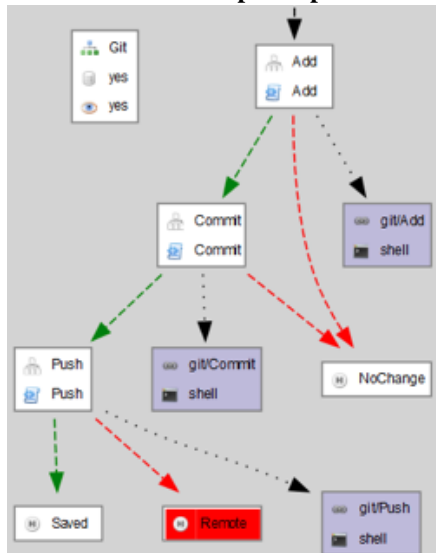 Git
yes
yes
Add
Add
Commit
Commit
git/Add
shell
Push
Push
git/Commit
shell
NoChange
Saved
Remote
git/Push
shell